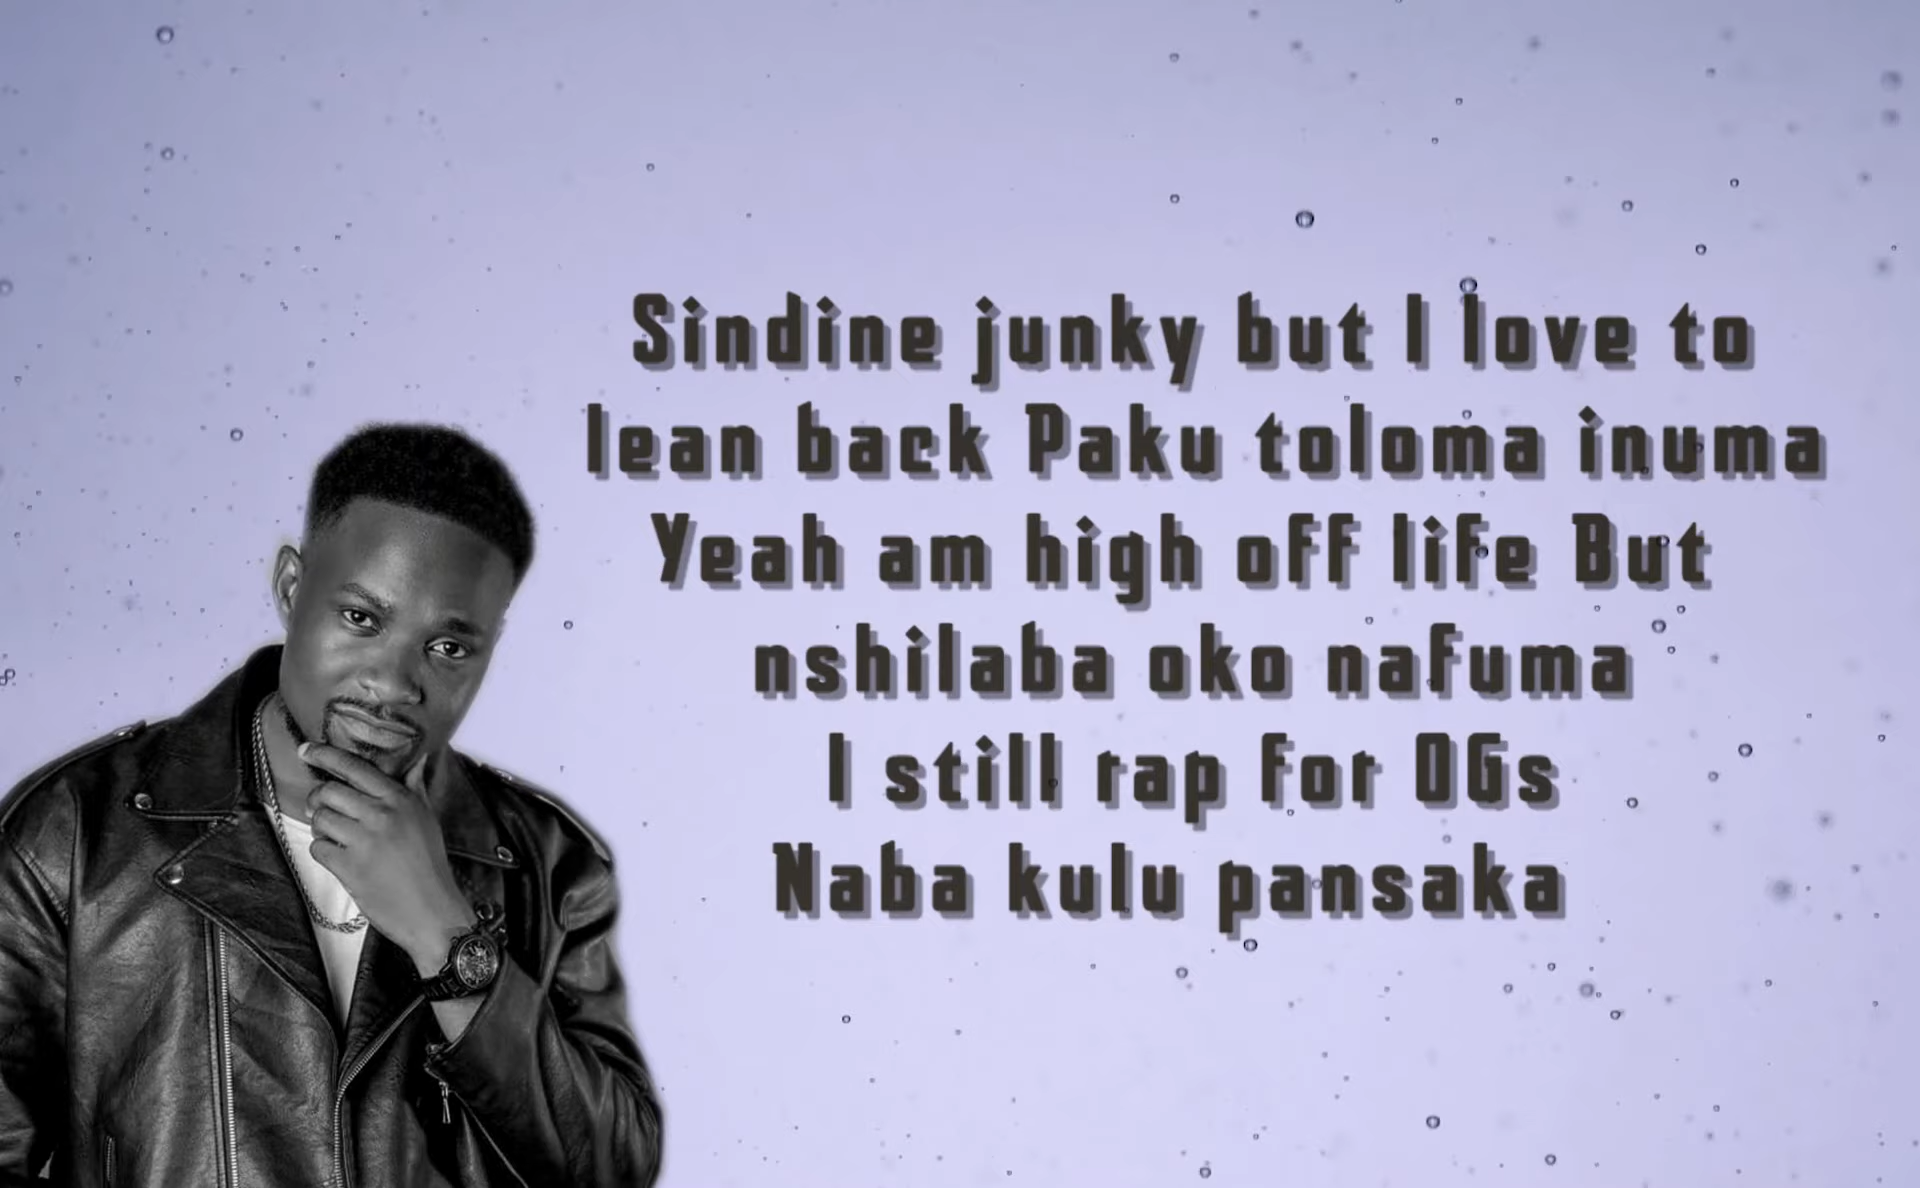 Sindine junky but I love to
lean back Paku toloma inuma
Yeah am high off life But
nshilaba oko nafuma
I still rap for OGs
Naba kulu pansaka